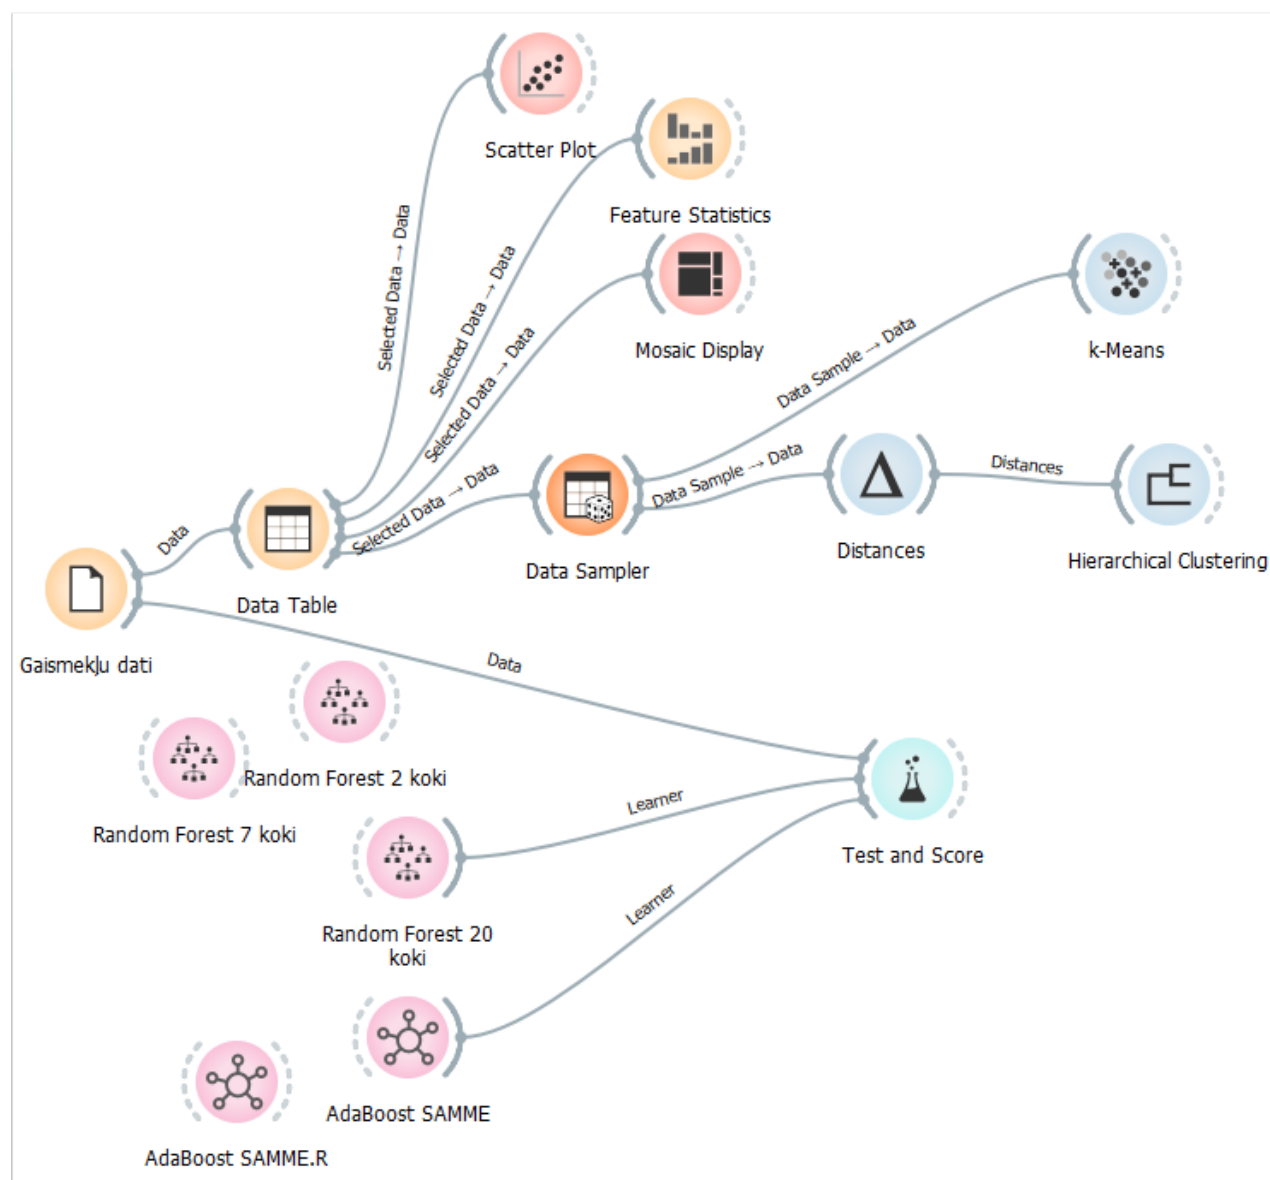 Scatter Plot
Feature Statistics
Selected Data → Data
Selected Data → Data
Mosaic Display
k-Means
Selected Data → Data
Data Sample → Data
Selected Data → Data
Data Sample → Data
Distances
Data
Data Sampler
Distances
Hierarchical Clustering
Data Table
Gaismekļu dati
Data
Random Forest 2 koki
Random Forest 7 koki
Learner
Test and Score
Random Forest 20
koki
Learner
AdaBoost SAMME
AdaBoost SAMME.R